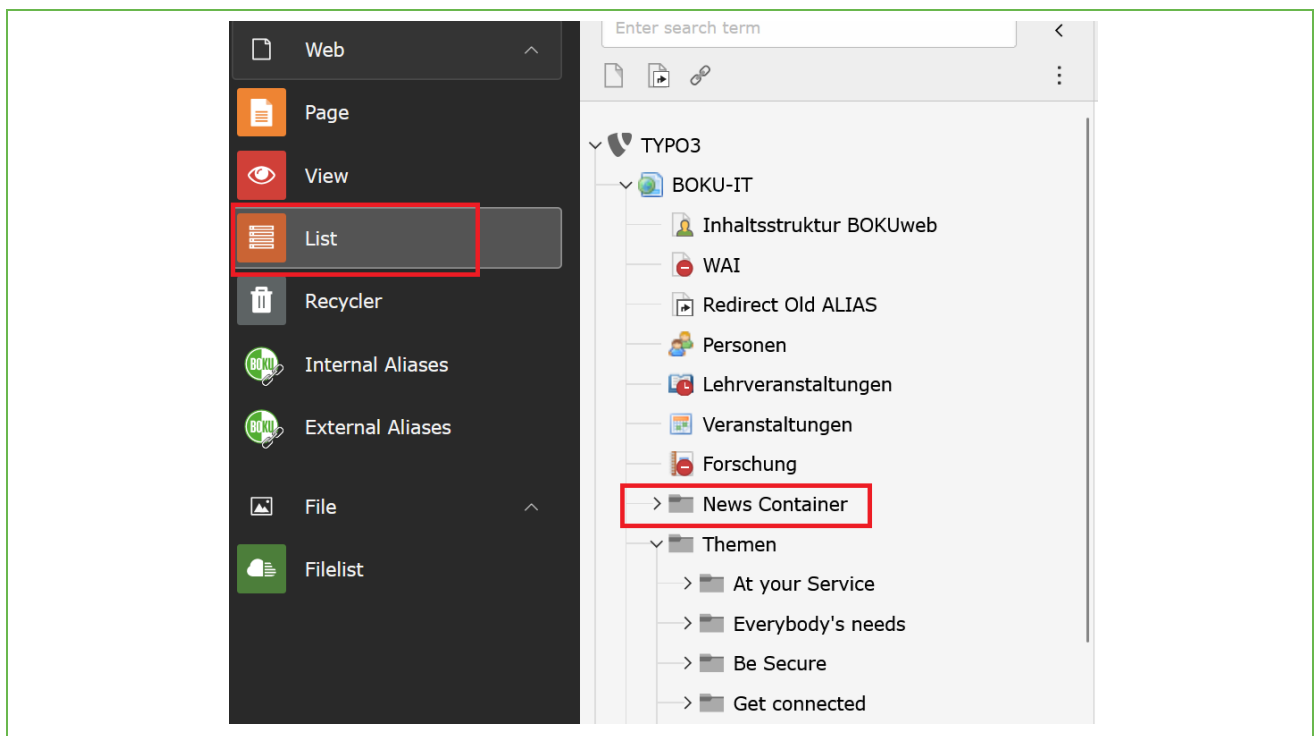 Web
Page
View
List
Recycler
BOKU
Internal Aliases
BOKU
External Aliases
File
Filelist
Enter search term
TYPO3
BOKU-IT
Inhaltsstruktur BOKUweb
WAI
Redirect Old ALIAS
Personen
Lehrveranstaltungen
Veranstaltungen
Forschung
News Container
Themen
At your Service
Everybody's needs
Be Secure
Get connected